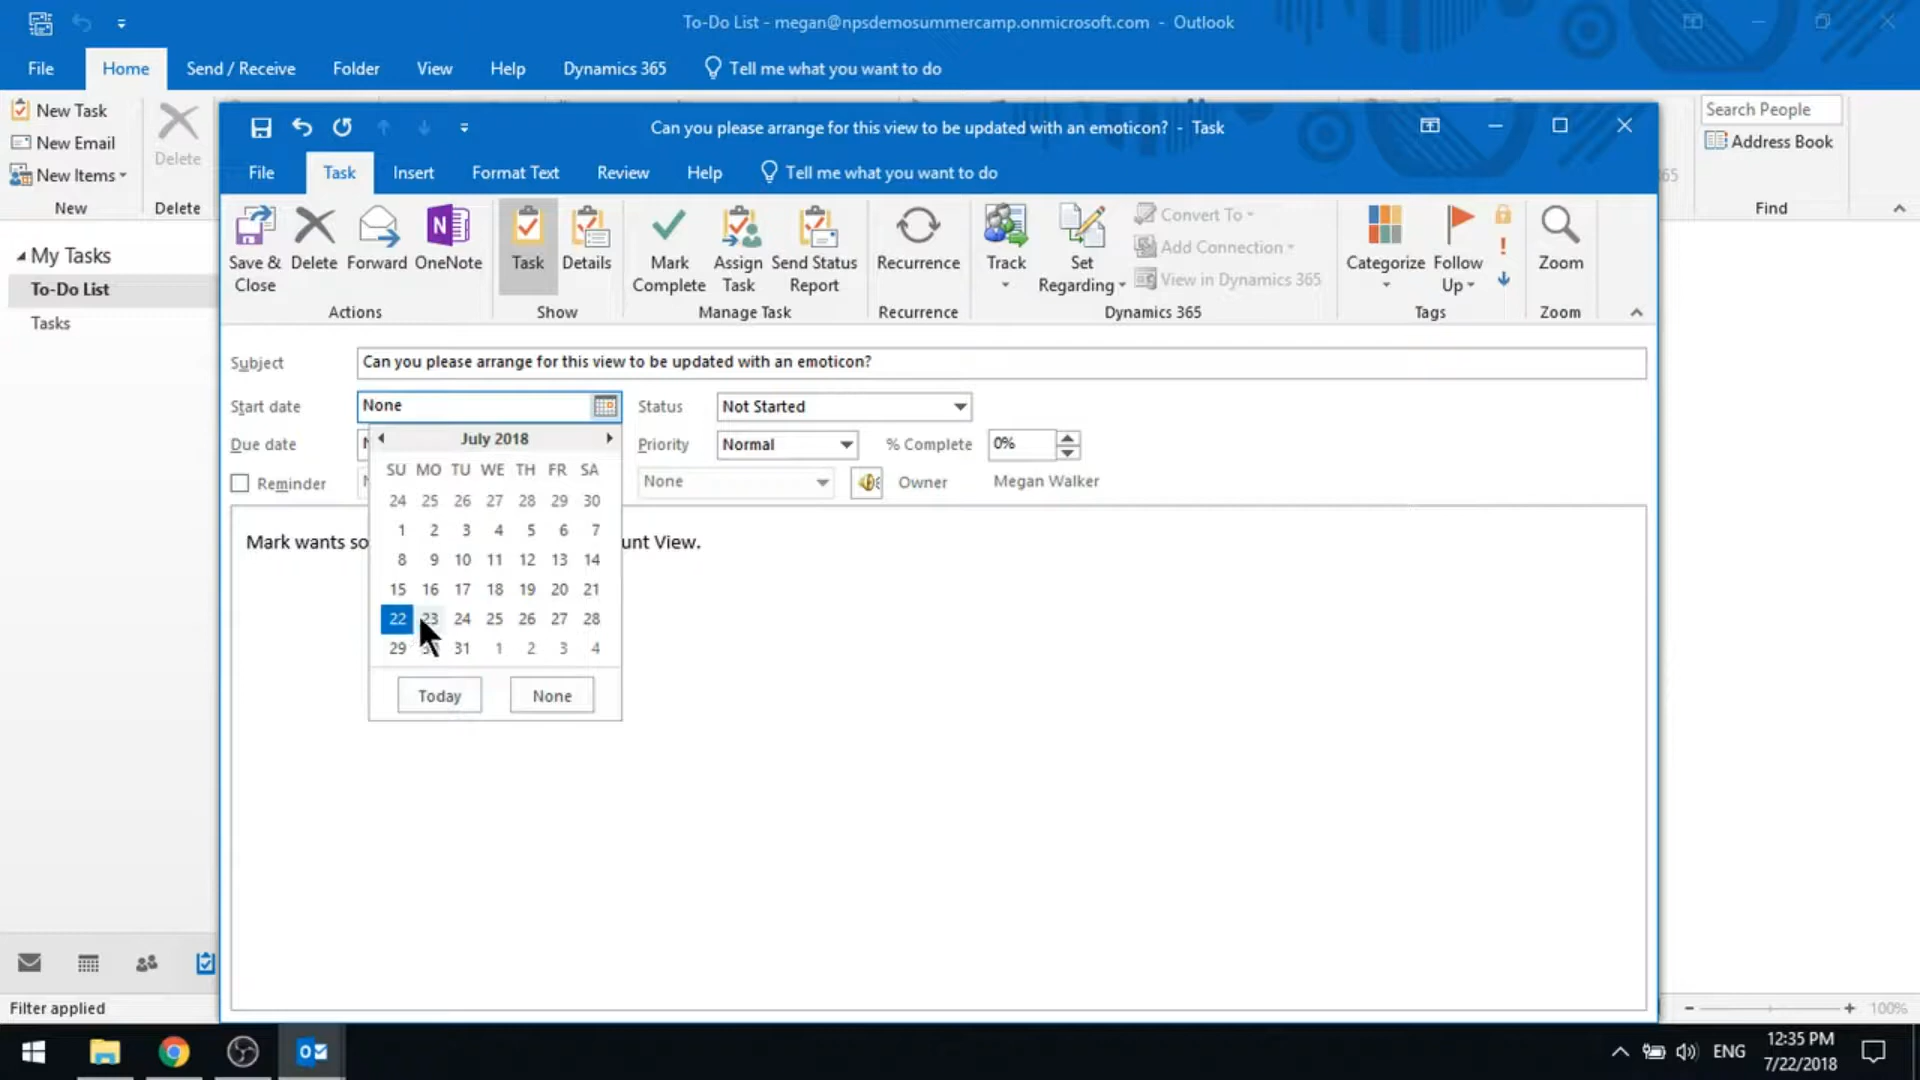 To-Do List - megan@npsdemosummercamp.onmicrosoft.com - Outlook
File Home Send / Receive Folder View Help Dynamics 365 Tell me what you want to do
New Task
New Email
New Items
New
Delete
Delete
Search People
Address Book
Find
65
Can you please arrange for this view to be updated with an emoticon? - Task
File Task Insert Format Text Review Help Tell me what you want to do
Save & Close
Delete
Forward
OneNote
Actions
Task
Details
Show
Mark Complete
Assign Task
Send Status Report
Manage Task
Recurrence
Recurrence
Track
Set Regarding
Convert To
Add Connection
View in Dynamics 365
Dynamics 365
Categorize
Follow Up
Tags
Zoom
Zoom
My Tasks
To-Do List
Tasks
Subject Can you please arrange for this view to be updated with an emoticon?
Start date None Status Not Started
Due date Priority Normal % Complete 0%
Reminder None Owner Megan Walker
July 2018
SU MO TU WE TH FR SA
24 25 26 27 28 29 30
1 2 3 4 5 6 7
8 9 10 11 12 13 14
15 16 17 18 19 20 21
22 23 24 25 26 27 28
29 30 31 1 2 3 4
Today None
Mark wants so unt View.
Filter applied
100%
ENG
12:35 PM
7/22/2018